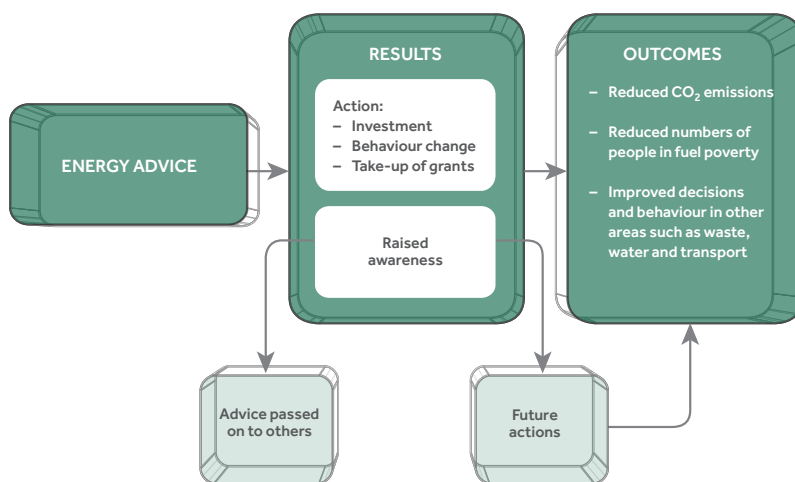 ENERGY ADVICE
RESULTS
Action:
– Investment
– Behaviour change
– Take-up of grants
Raised
awareness
OUTCOMES
– Reduced CO₂ emissions
– Reduced numbers of
people in fuel poverty
– Improved decisions
and behaviour in other
areas such as waste,
water and transport
Advice passed
on to others
Future
actions